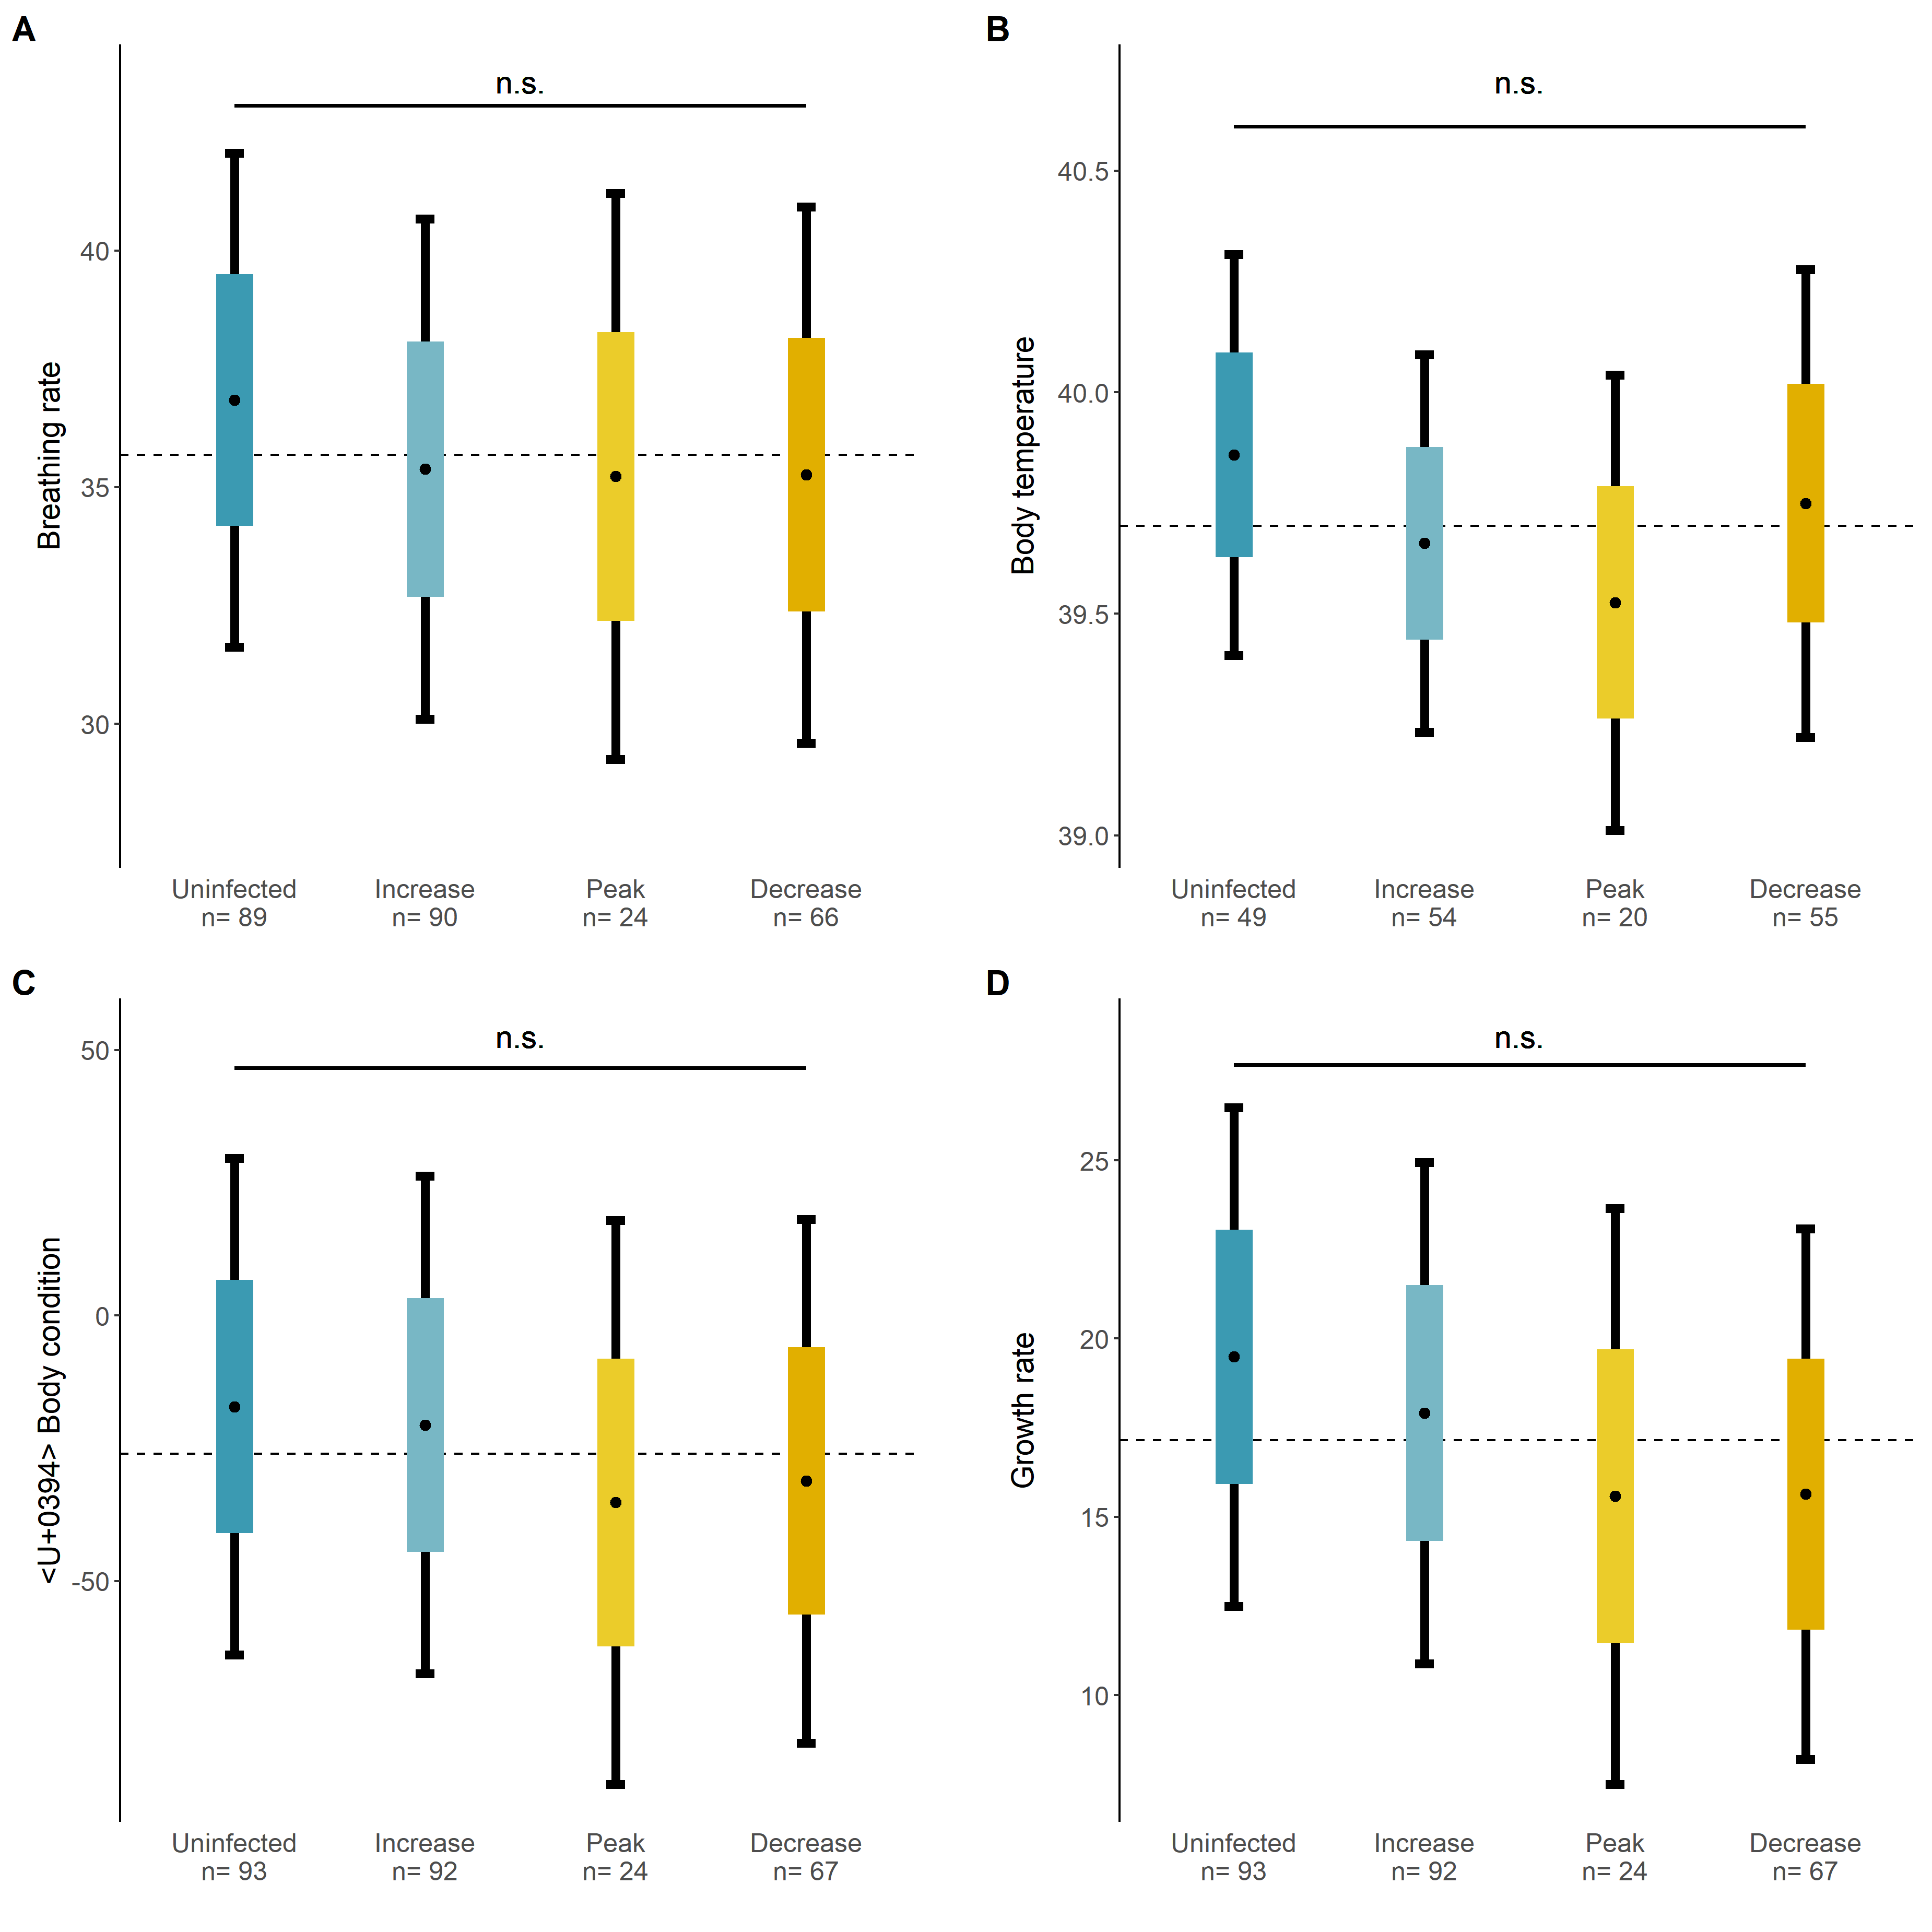 A
n.s.
40
35
30
Breathing rate
Uninfected Increase Peak Decrease
n= 89 n= 90 n= 24 n= 66
B
n.s.
40.5
40.0
39.5
39.0
Body temperature
Uninfected Increase Peak Decrease
n= 49 n= 54 n= 20 n= 55
C
n.s.
50
0
-50
<U+0394> Body condition
Uninfected Increase Peak Decrease
n= 93 n= 92 n= 24 n= 67
D
n.s.
25
20
15
10
Growth rate
Uninfected Increase Peak Decrease
n= 93 n= 92 n= 24 n= 67